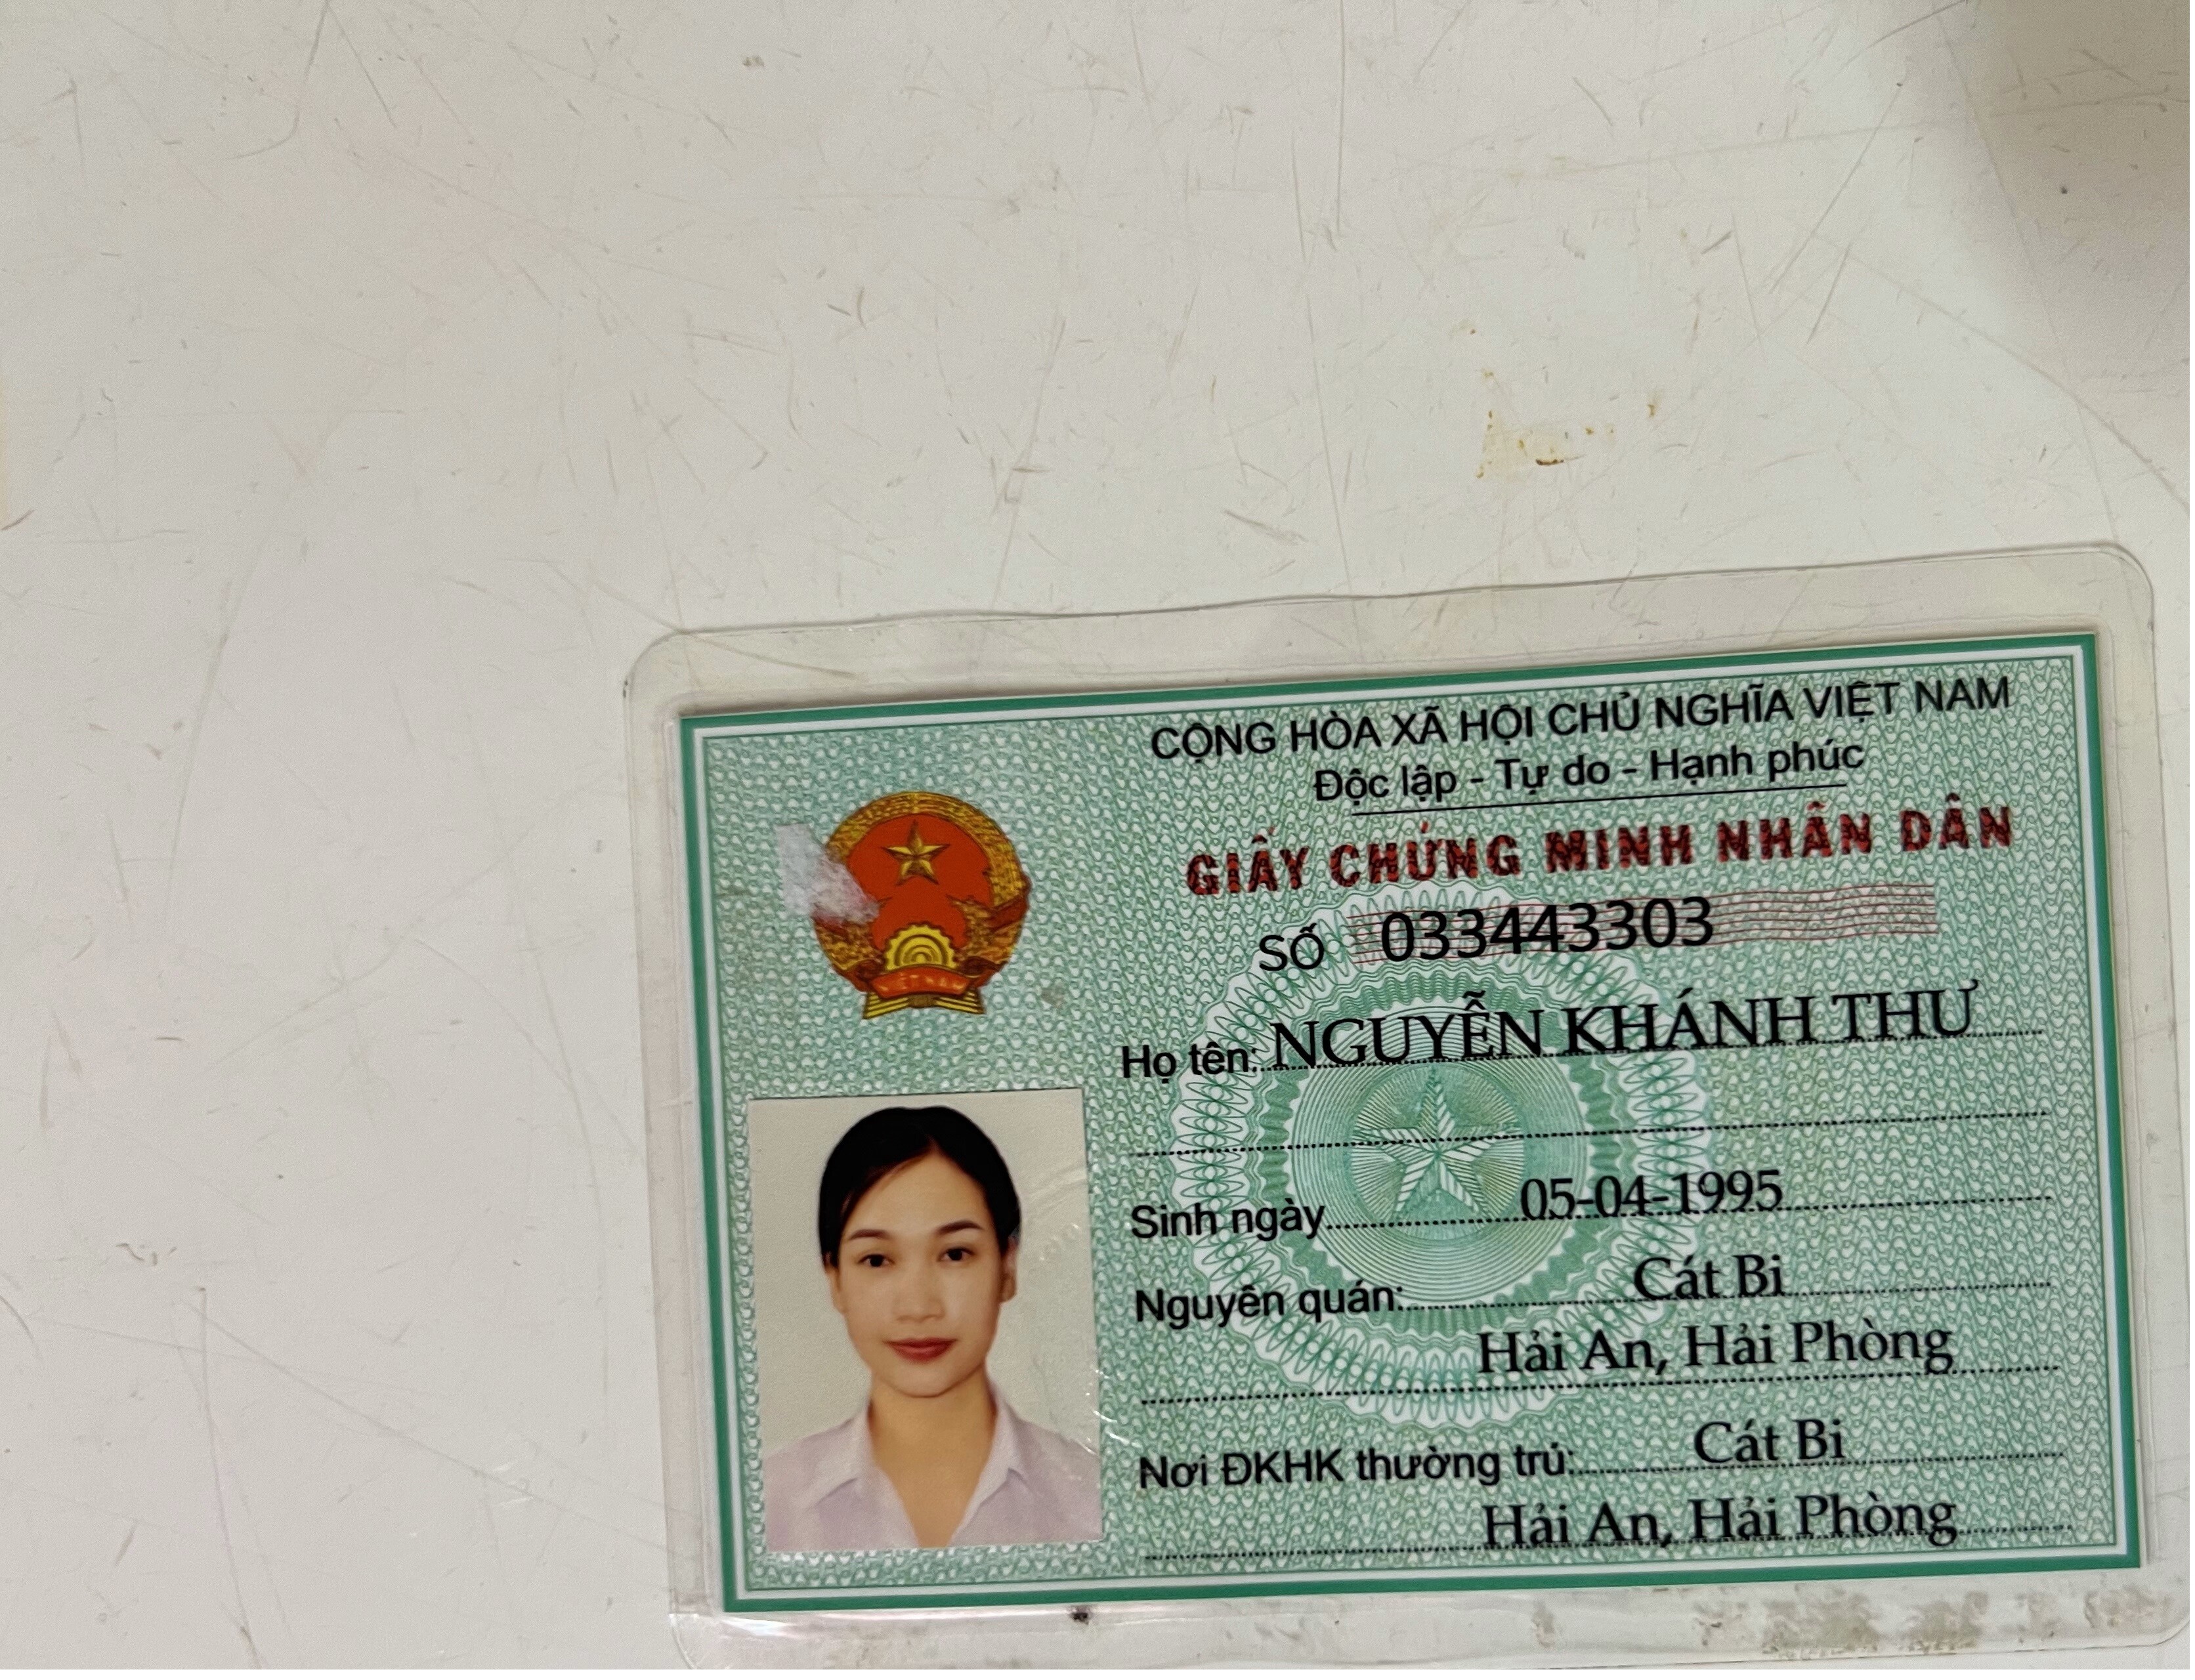 CỘNG HÒA XÃ HỘI CHỦ NGHĨA VIỆT NAM
Độc lập - Tự do - Hạnh phúc
GIẤY CHỨNG MINH NHÂN DÂN
SỐ 033443303
Họ tên: NGUYỄN KHÁNH THƯ
Sinh ngày 05-04-1995
Nguyên quán: Cát Bi
Hải An, Hải Phòng
Nơi ĐKHK thường trú: Cát Bi
Hải An, Hải Phòng
VIỆT NAM